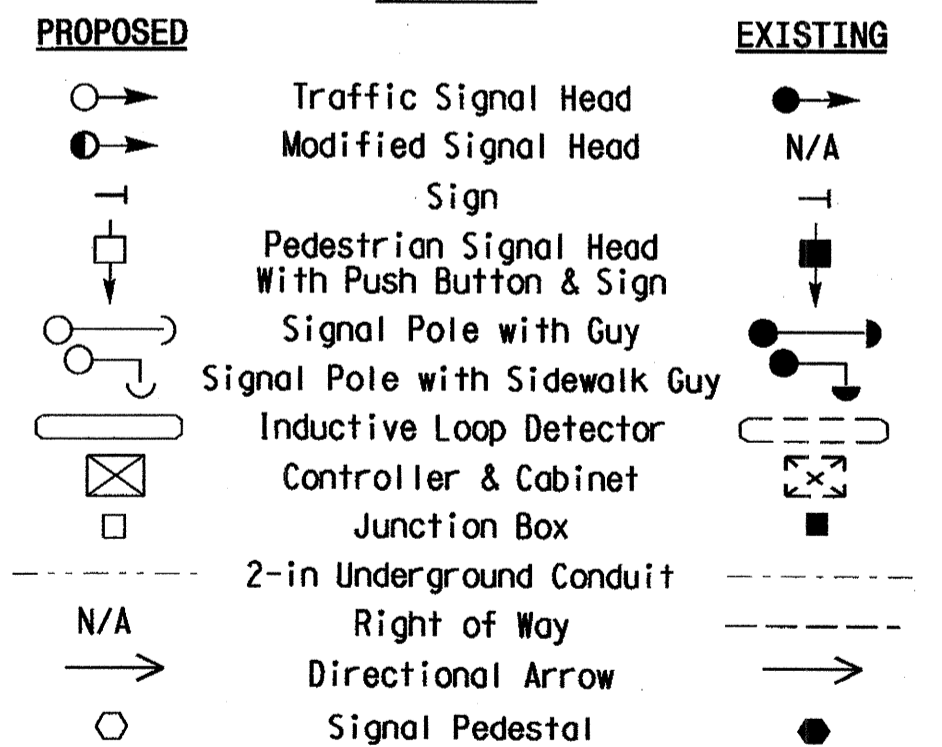 PROPOSED EXISTING
Traffic Signal Head
Modified Signal Head N/A
Sign
Pedestrian Signal Head
With Push Button & Sign
Signal Pole with Guy
Signal Pole with Sidewalk Guy
Inductive Loop Detector
Controller & Cabinet
Junction Box
2-in Underground Conduit
N/A Right of Way
Directional Arrow
Signal Pedestal